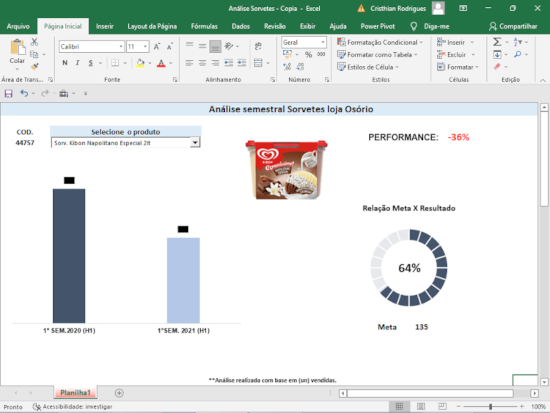 Análise Sorvetes - Copia - Excel
Cristhian Rodrigues
Arquivo Página Inicial Inserir Layout da Página Fórmulas Dados Revisão Exibir Ajuda Power Pivot Diga-me Compartilhar
Colar
Calibri 11
Geral
Formatação Condicional
Formatar como Tabela
Estilos de Célula
Inserir
Excluir
Formatar
Área de Trans... Fonte Alinhamento Número Estilos Células Edição
Análise semestral Sorvetes loja Osório
COD. Selecione o produto
44757 Sorv. Kibon Napolitano Especial 2lt
PERFORMANCE: -36%
Relação Meta X Resultado
64%
Meta 135
1° SEM.2020 (H1) 1°SEM. 2021 (H1)
**Análise realizada com base em (un) vendidas.
Planilha1
Pronto Acessibilidade: investigar 100%